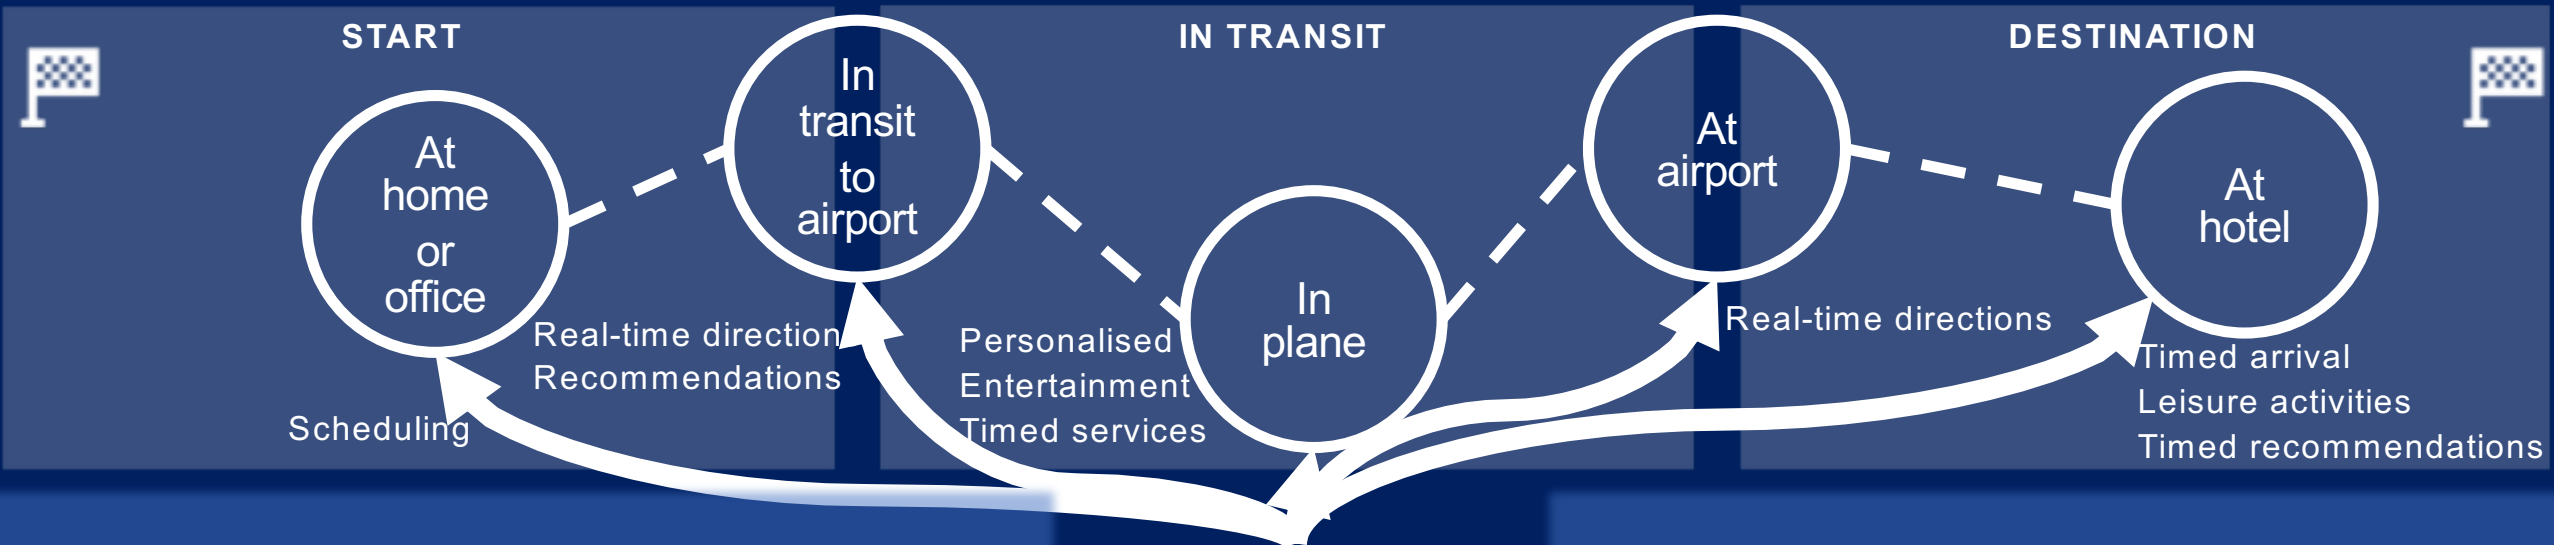 START
IN TRANSIT
DESTINATION
At
home
or
office
In
transit
to
airport
In
plane
At
airport
At
hotel
Scheduling
Real-time direction
Recommendations
Personalised
Entertainment
Timed services
Real-time directions
Timed arrival
Leisure activities
Timed recommendations